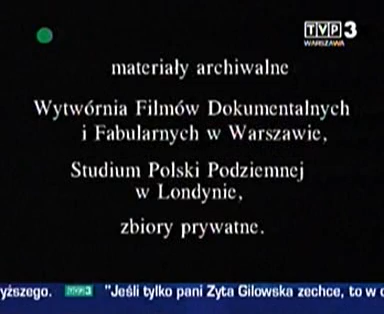 TVP3
WARSZAWA
materiały archiwalne
Wytwórnia Filmów Dokumentalnych
i Fabularnych w Warszawie,
Studium Polski Podziemnej
w Londynie,
zbiory prywatne.
yższego. TVP3 "Jeśli tylko pani Zyta Gilowska zechce, to w